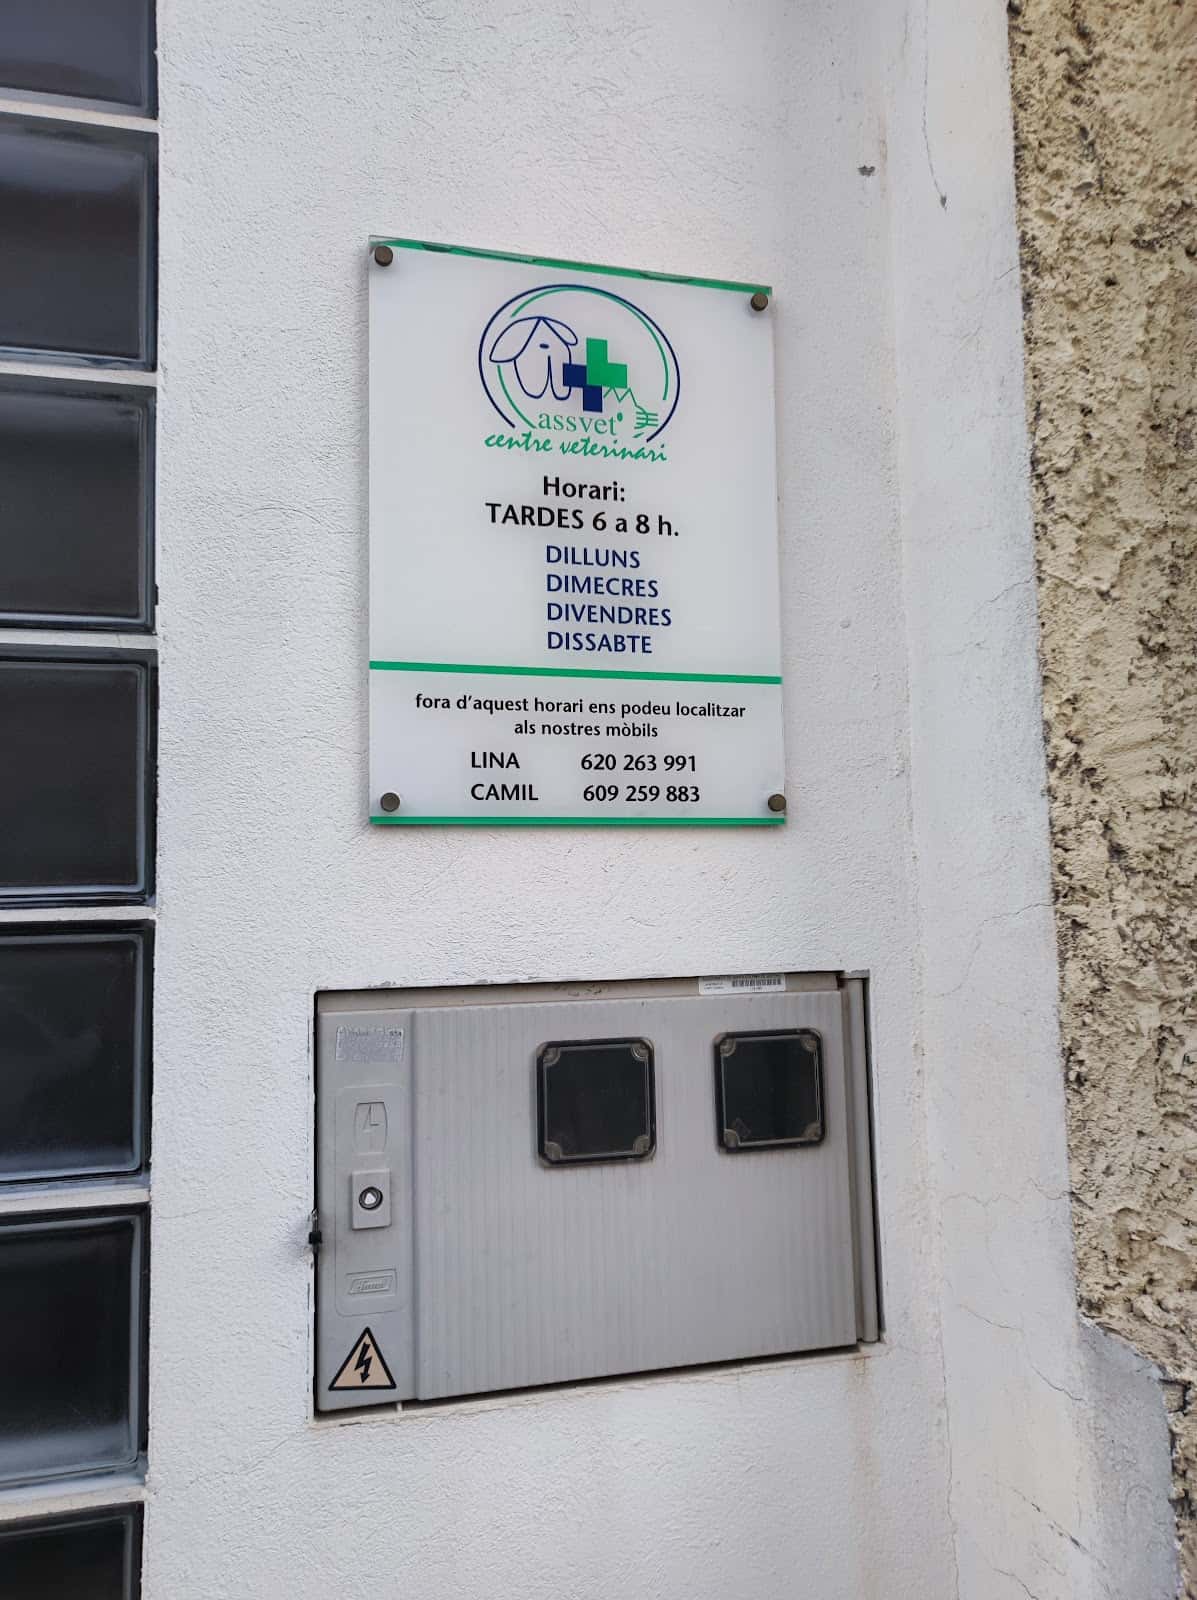 assvet
centre veterinari
Horari:
TARDES 6 a 8 h.
DILLUNS
DIMECRES
DIVENDRES
DISSABTE
fora d'aquest horari ens podeu localitzar
als nostres mòbils
LINA 620 263 991
CAMIL 609 259 883